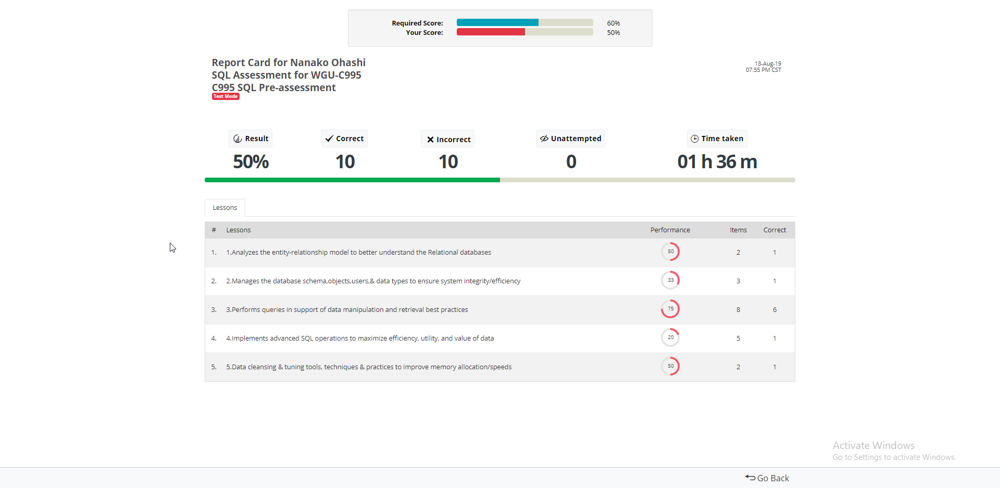 Required Score: 60%
Your Score: 50%
Report Card for Nanako Ohashi
SQL Assessment for WGU-C995
C995 SQL Pre-assessment
Test Mode
18-Aug-19
07:55 PM CST
Result Correct Incorrect Unattempted Time taken
50% 10 10 0 01 h 36 m
Lessons
# Lessons Performance Items Correct
1. 1.Analyzes the entity-relationship model to better understand the Relational databases 50 2 1
2. 2.Manages the database schema,objects,users,& data types to ensure system integrity/efficiency 33 3 1
3. 3.Performs queries in support of data manipulation and retrieval best practices 75 8 6
4. 4.Implements advanced SQL operations to maximize efficiency, utility, and value of data 20 5 1
5. 5.Data cleansing & tuning tools, techniques & practices to improve memory allocation/speeds 50 2 1
Activate Windows
Go to Settings to activate Windows.
Go Back